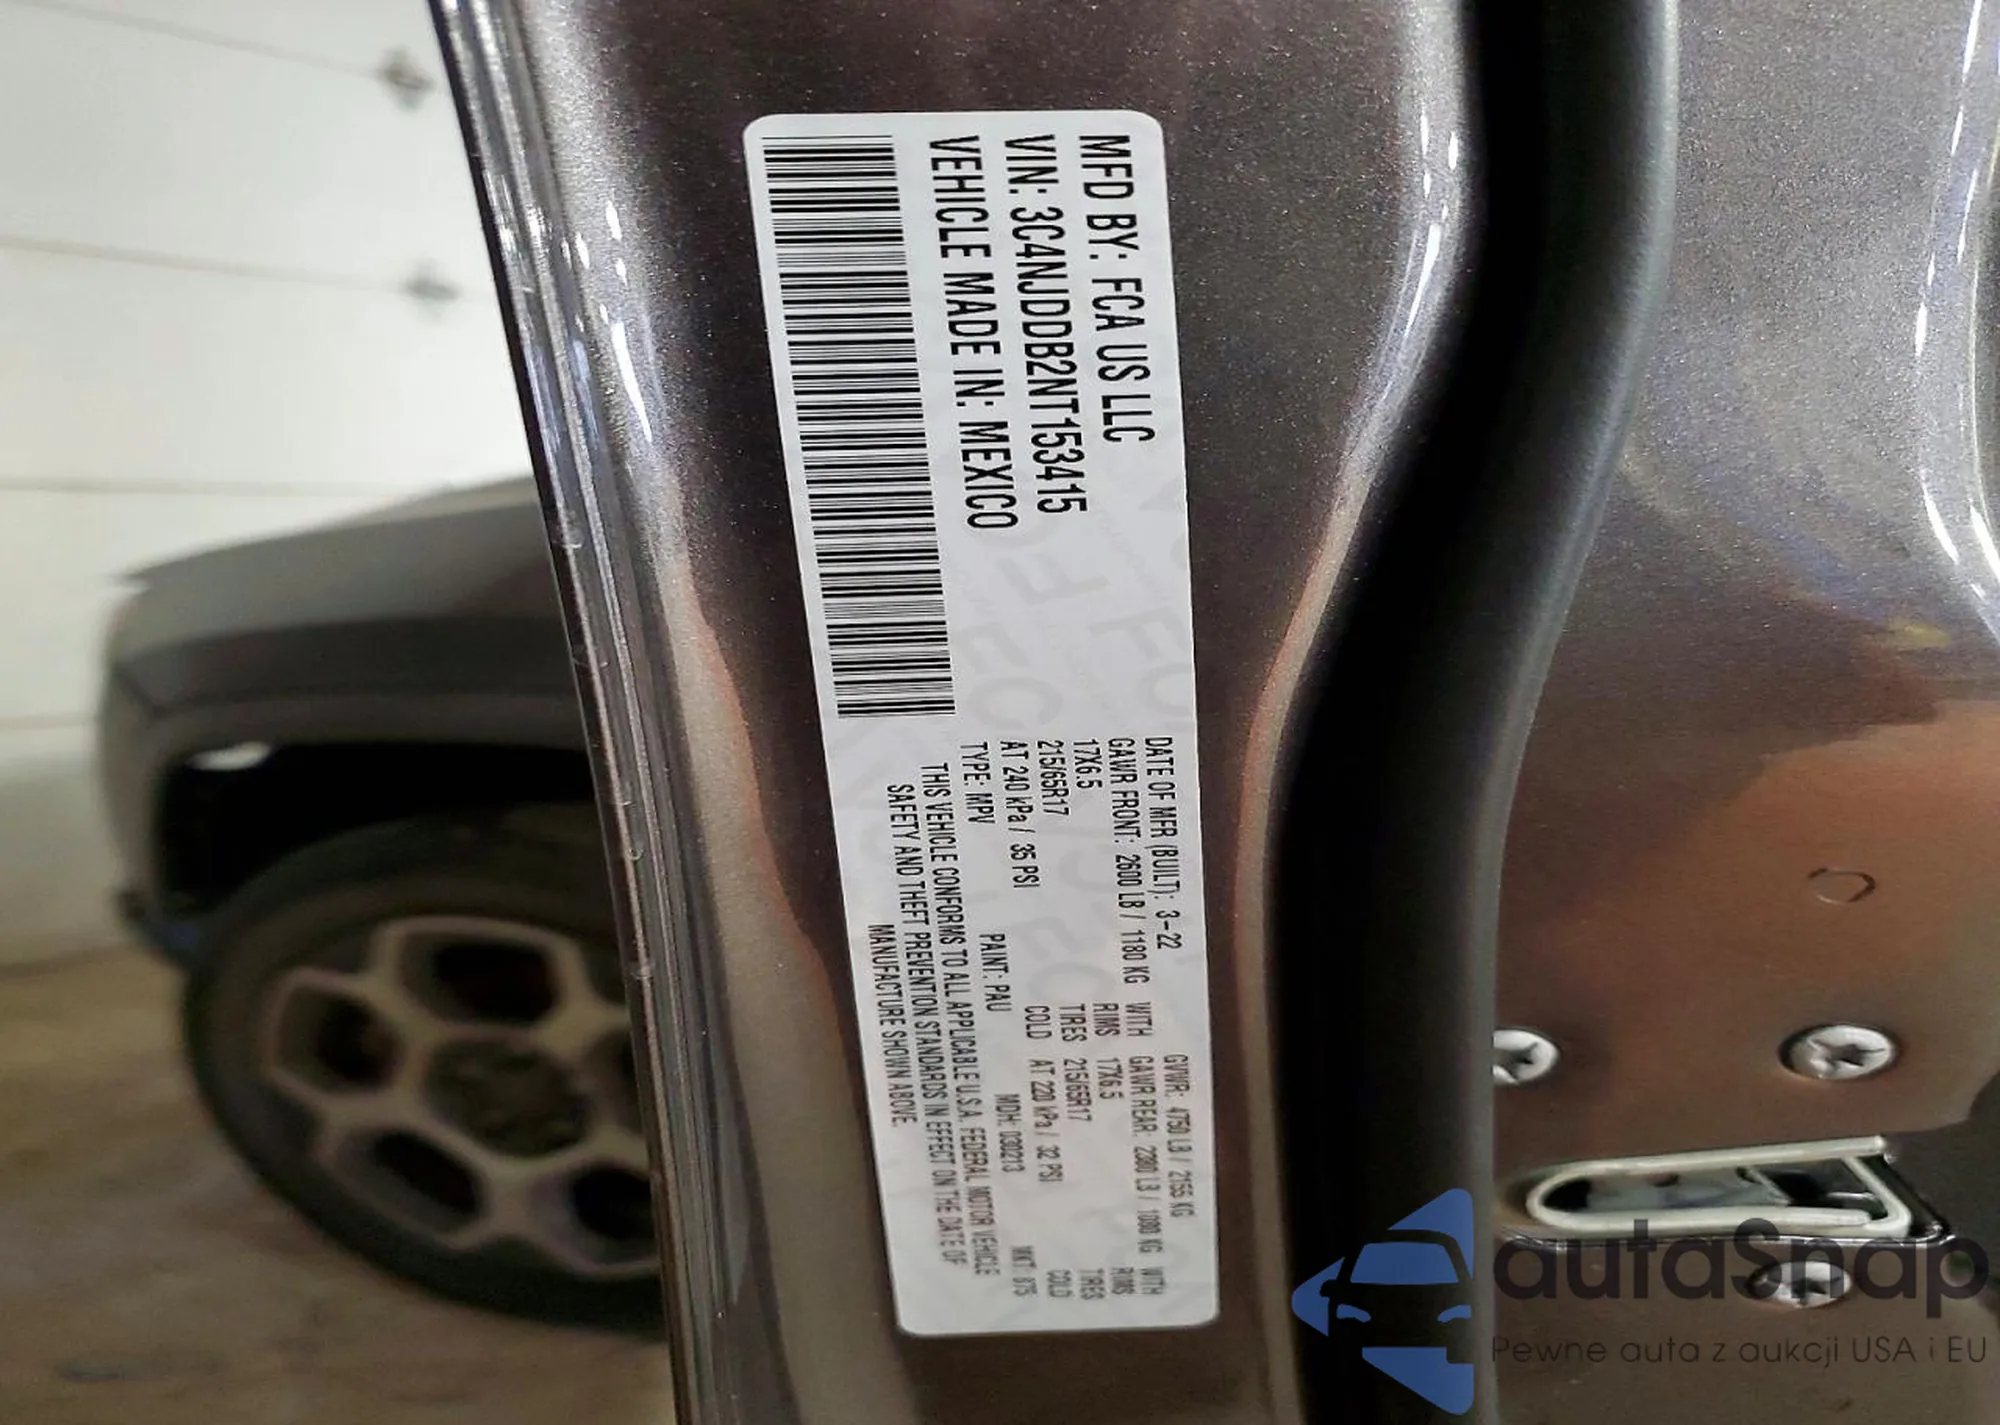 MFD BY: FCA US LLC
VIN: 3C4NJDDB2NT153415
VEHICLE MADE IN: MEXICO
DATE OF MFR (BUILT): 3-22
GVWR: 4750 LB / 2155 KG
GAWR FRONT: 2600 LB / 1180 KG WITH
GAWR REAR: 2380 LB / 1080 KG WITH
17X6.5 RIMS
17X6.5 RIMS
215/65R17 TIRES
215/65R17 TIRES
AT 240 kPa / 35 PSI COLD
AT 220 kPa / 32 PSI COLD
TYPE: MPV PAINT: PAU MDH: 030213 MKT: 875
THIS VEHICLE CONFORMS TO ALL APPLICABLE U.S.A. FEDERAL MOTOR VEHICLE
SAFETY AND THEFT PREVENTION STANDARDS IN EFFECT ON THE DATE OF
MANUFACTURE SHOWN ABOVE.
autaSnap
Pewne auta z aukcji USA i EU